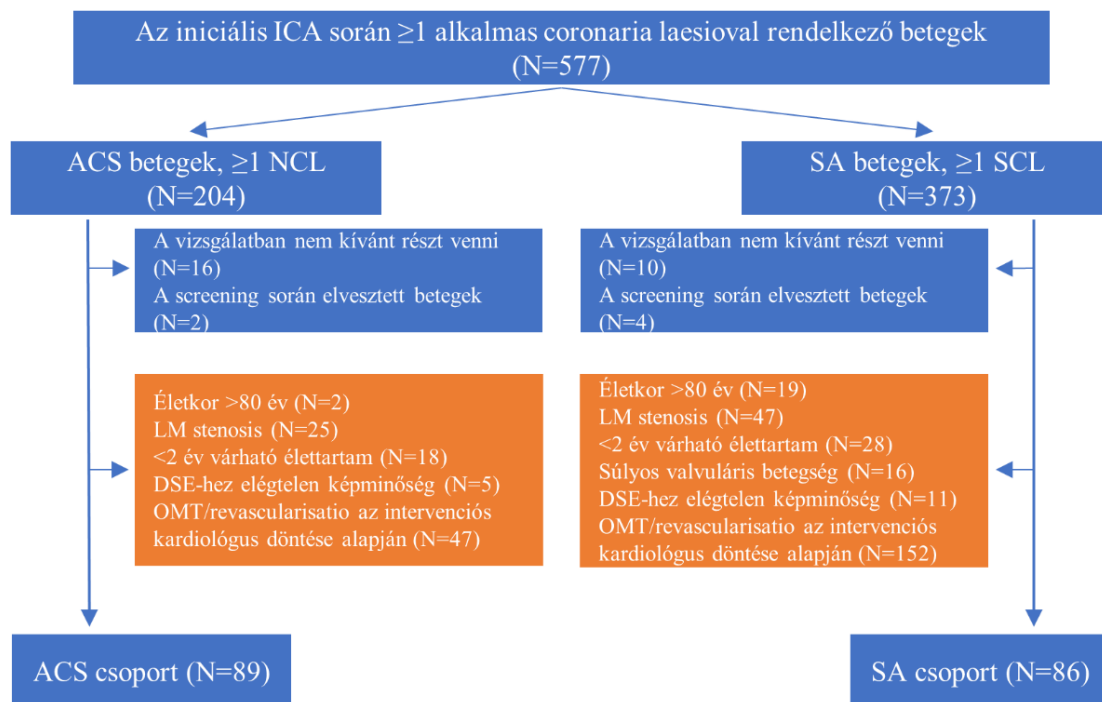 Az iniciális ICA során ≥1 alkalmas coronaria laesioval rendelkező betegek
(N=577)
ACS betegek, ≥1 NCL
(N=204)
SA betegek, ≥1 SCL
(N=373)
A vizsgálatban nem kívánt részt venni
(N=16)
A screening során elvesztett betegek
(N=2)
A vizsgálatban nem kívánt részt venni
(N=10)
A screening során elvesztett betegek
(N=4)
Életkor >80 év (N=2)
LM stenosis (N=25)
<2 év várható élettartam (N=18)
DSE-hez elégtelen képminőség (N=5)
OMT/revascularisatio az intervenciós
kardiológus döntése alapján (N=47)
Életkor >80 év (N=19)
LM stenosis (N=47)
<2 év várható élettartam (N=28)
Súlyos valvuláris betegség (N=16)
DSE-hez elégtelen képminőség (N=11)
OMT/revascularisatio az intervenciós
kardiológus döntése alapján (N=152)
ACS csoport (N=89)
SA csoport (N=86)